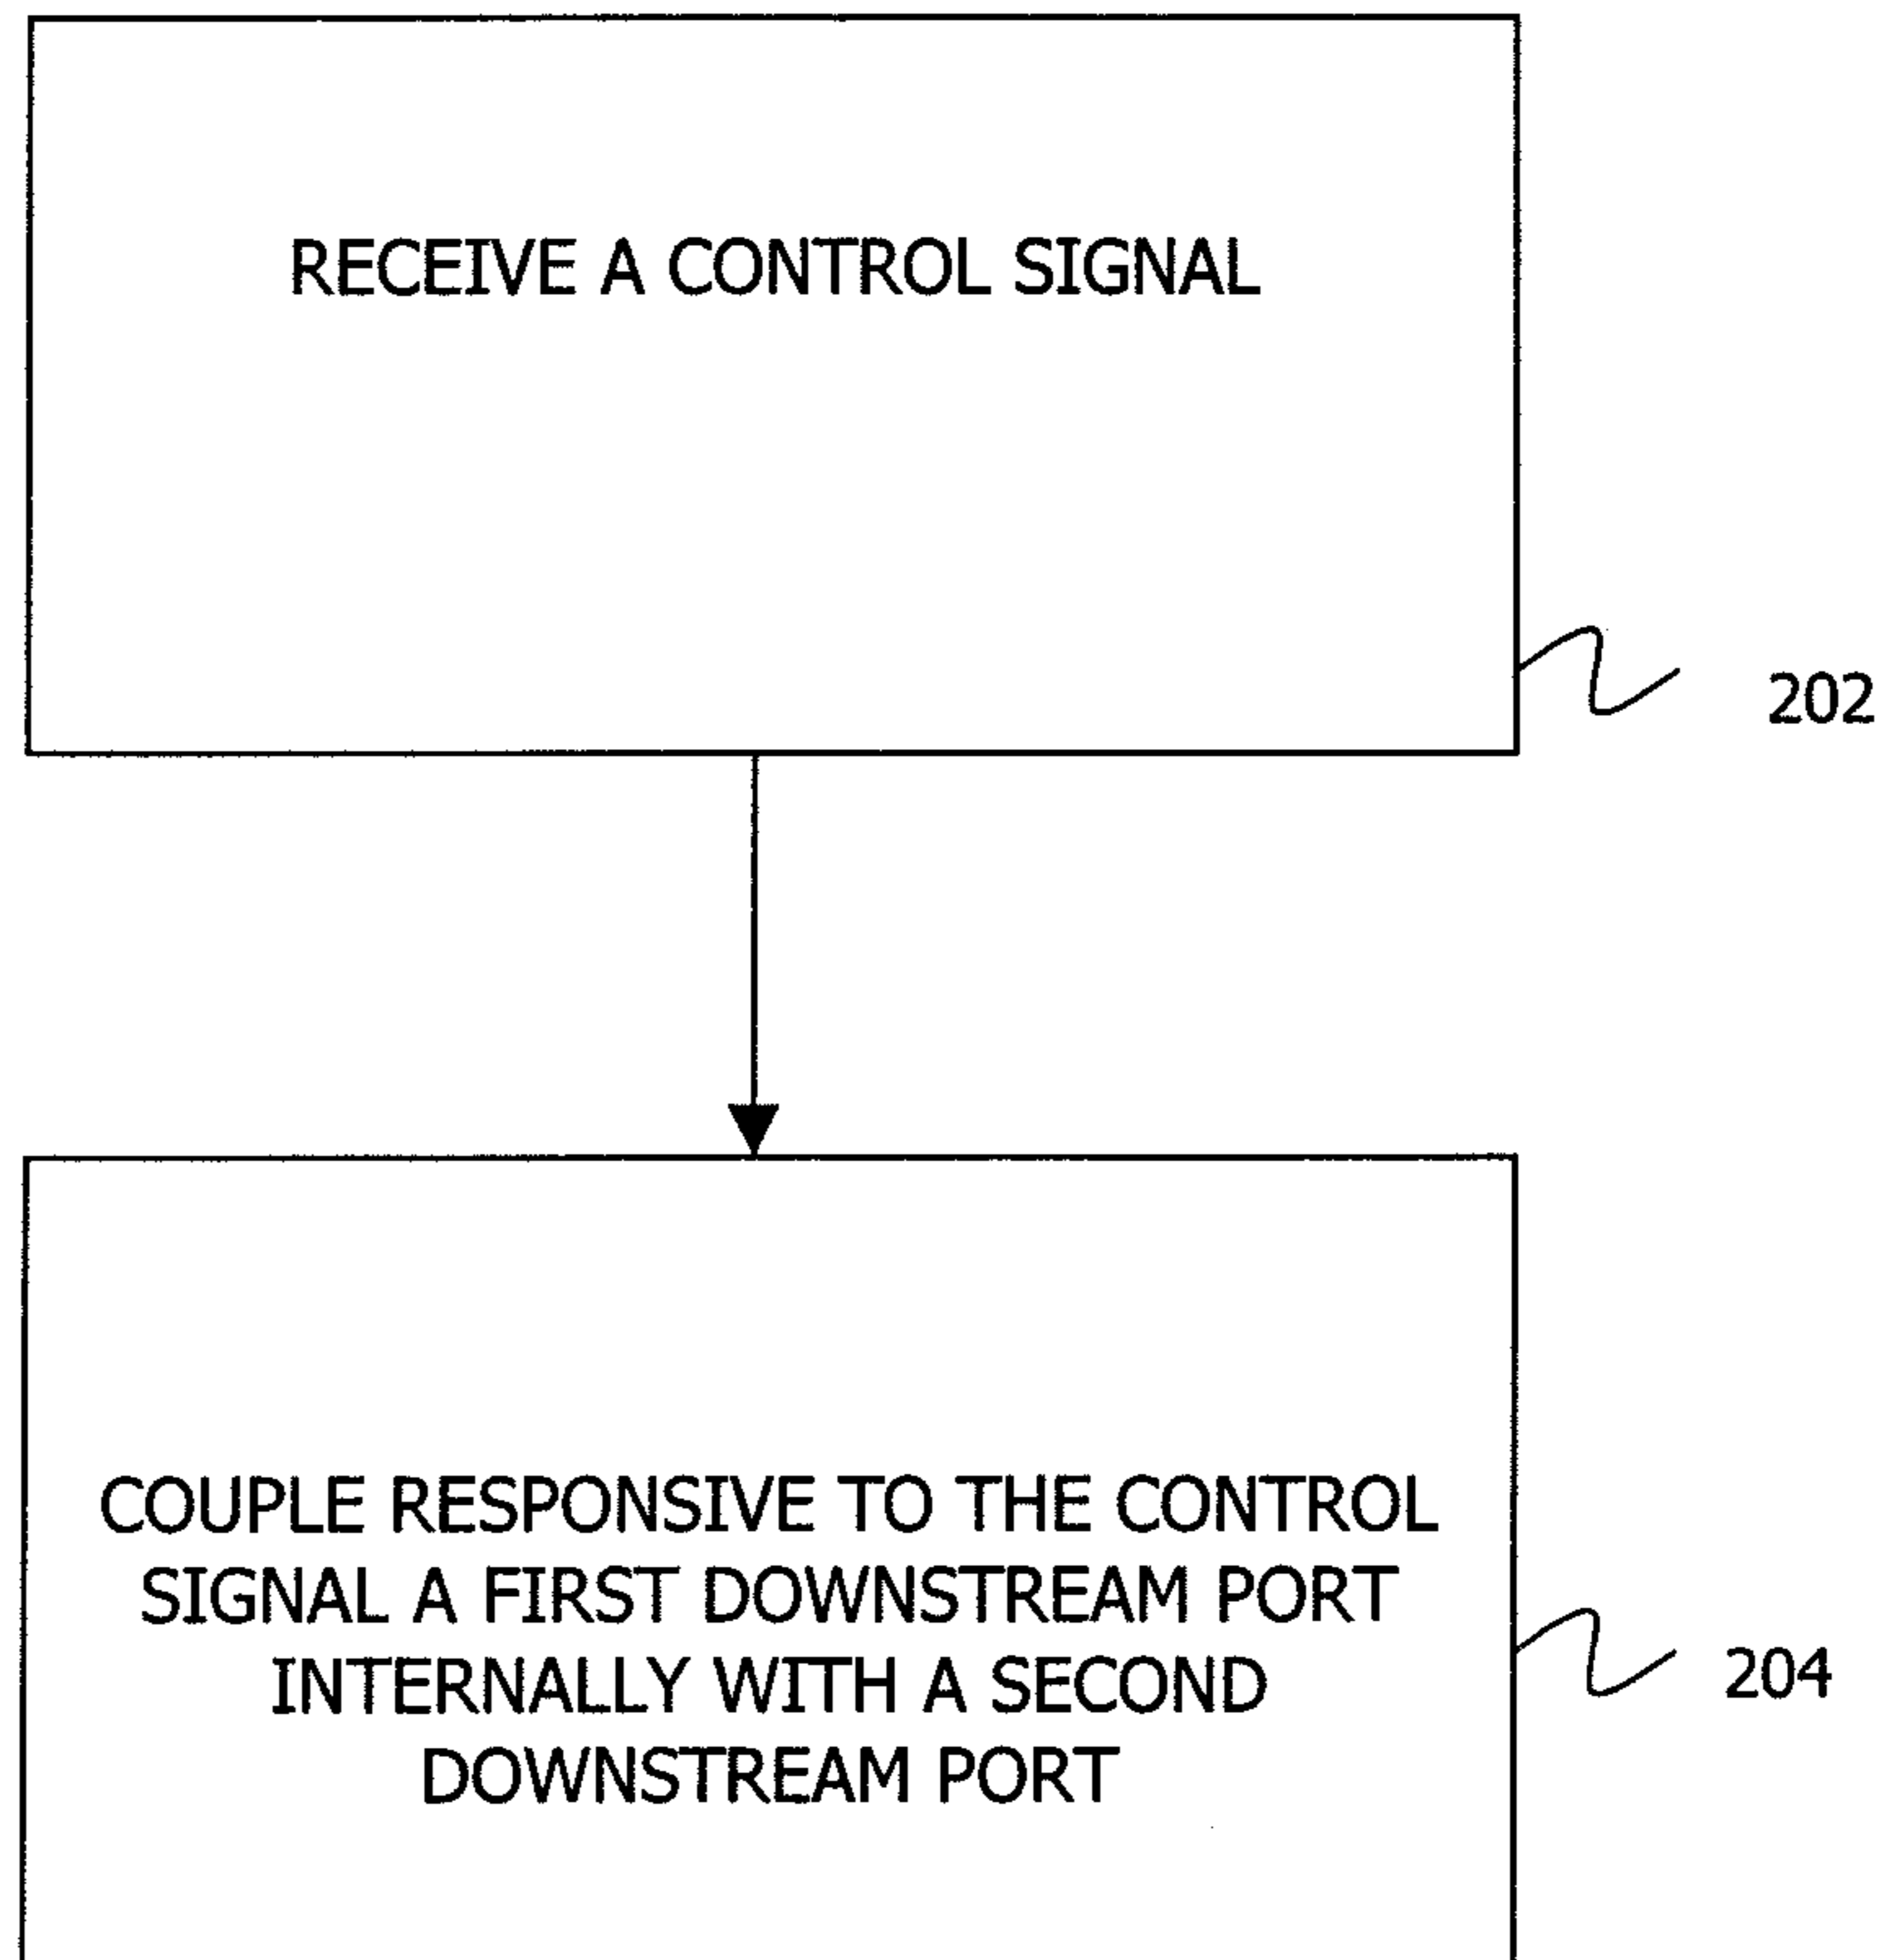 RECEIVE A CONTROL SIGNAL
202
COUPLE RESPONSIVE TO THE CONTROL
SIGNAL A FIRST DOWNSTREAM PORT
INTERNALLY WITH A SECOND
DOWNSTREAM PORT
204